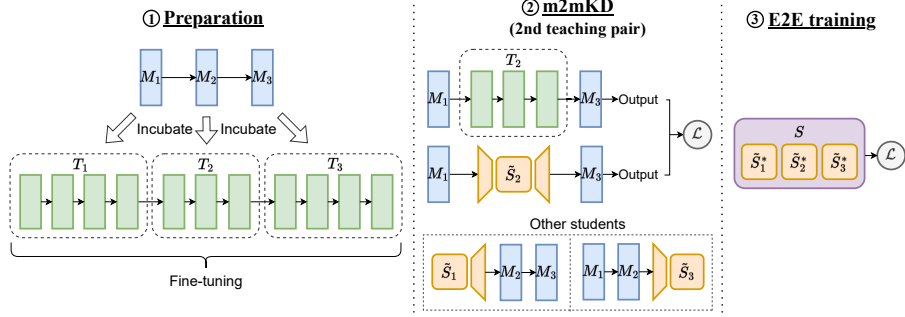 ① Preparation
M₁ M₂ M₃
Incubate Incubate
T₁ T₂ T₃
Fine-tuning
② m2mKD
(2nd teaching pair)
T₂
M₁ M₃ Output
ℒ
M₁ S̃₂ M₃ Output
Other students
S̃₁ M₂ M₃ M₁ M₂ S̃₃
③ E2E training
S
S̃₁* S̃₂* S̃₃* ℒ